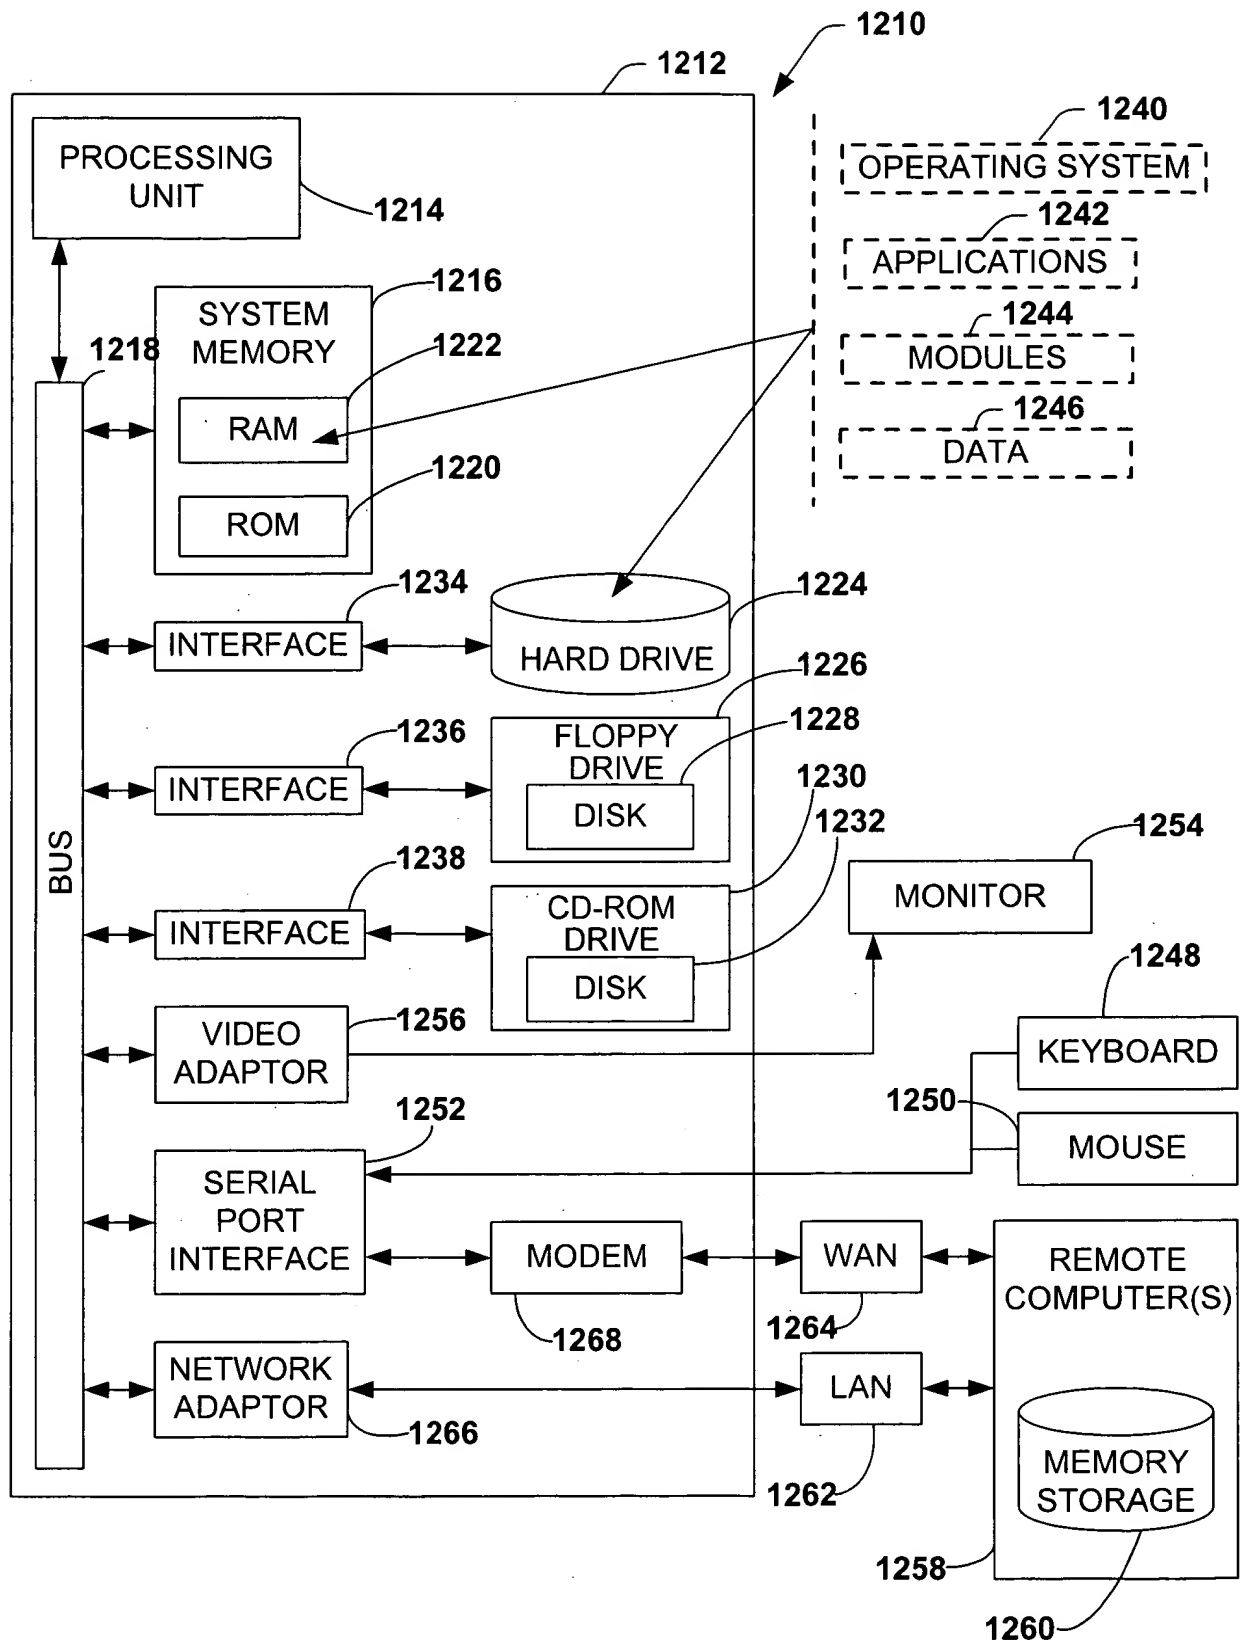 1210
1212
1240
PROCESSING
UNIT
1214
OPERATING SYSTEM
1242
APPLICATIONS
1216
SYSTEM
MEMORY
1218
1222
RAM
1244
MODULES
1246
DATA
1220
ROM
1234
INTERFACE
1224
HARD DRIVE
1226
1236
INTERFACE
FLOPPY
DRIVE
1228
DISK
1230
1232
1238
INTERFACE
CD-ROM
DRIVE
DISK
BUS
1254
MONITOR
1256
VIDEO
ADAPTOR
1248
KEYBOARD
1250
MOUSE
1252
SERIAL
PORT
INTERFACE
MODEM
1268
WAN
1264
REMOTE
COMPUTER(S)
NETWORK
ADAPTOR
1266
LAN
1262
MEMORY
STORAGE
1258
1260